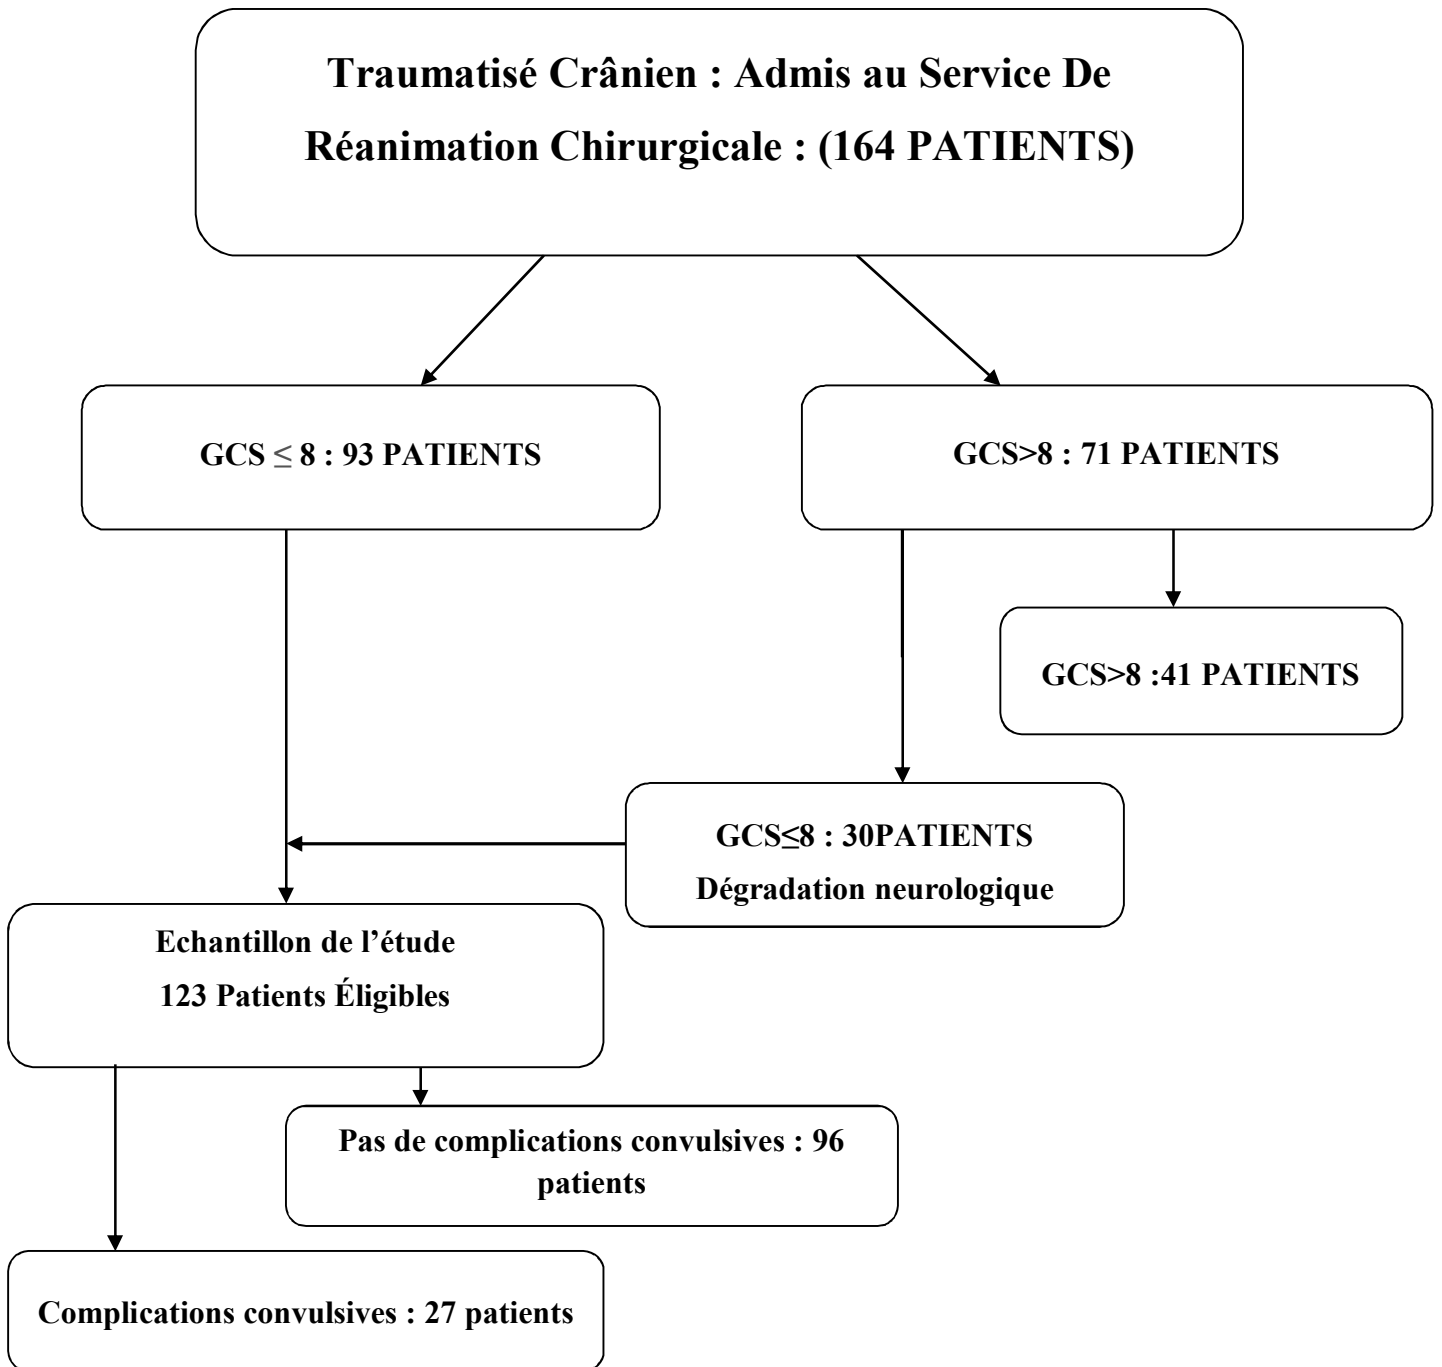 Traumatisé Crânien : Admis au Service De
Réanimation Chirurgicale : (164 PATIENTS)
GCS ≤ 8 : 93 PATIENTS
GCS>8 : 71 PATIENTS
GCS>8 :41 PATIENTS
GCS≤8 : 30PATIENTS
Dégradation neurologique
Echantillon de l’étude
123 Patients Éligibles
Pas de complications convulsives : 96
patients
Complications convulsives : 27 patients